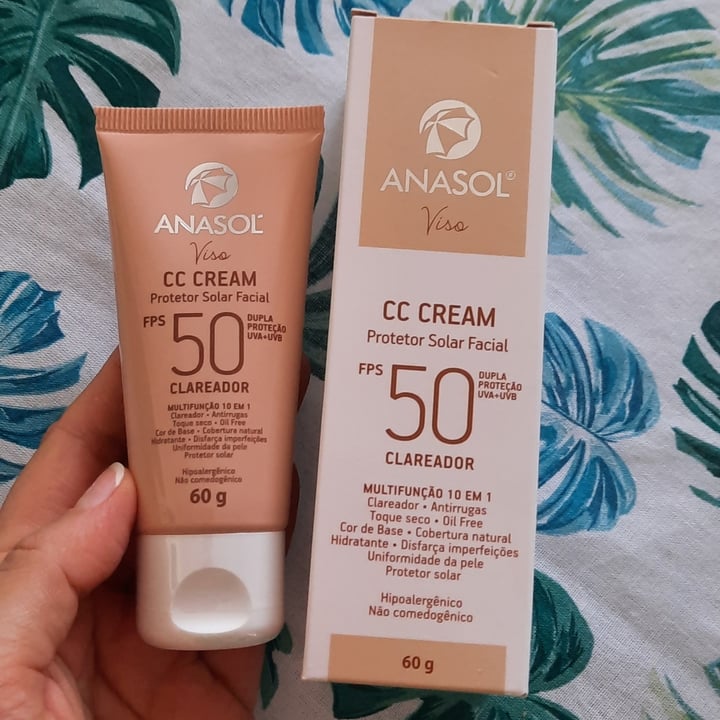 ANASOL
Viso
CC CREAM
Protetor Solar Facial
FPS 50 DUPLA
PROTEÇÃO
UVA+UVB
CLAREADOR
MULTIFUNÇÃO 10 EM 1
Clareador • Antirrugas
Toque seco • Oil Free
Cor de Base • Cobertura natural
Hidratante • Disfarça imperfeições
Uniformidade da pele
Protetor solar
Hipoalergênico
Não comedogênico
60 g
ANASOL®
Viso
CC CREAM
Protetor Solar Facial
FPS 50 DUPLA
PROTEÇÃO
UVA+UVB
CLAREADOR
MULTIFUNÇÃO 10 EM 1
Clareador • Antirrugas
Toque seco • Oil Free
Cor de Base • Cobertura natural
Hidratante • Disfarça imperfeições
Uniformidade da pele
Protetor solar
Hipoalergênico
Não comedogênico
60 g